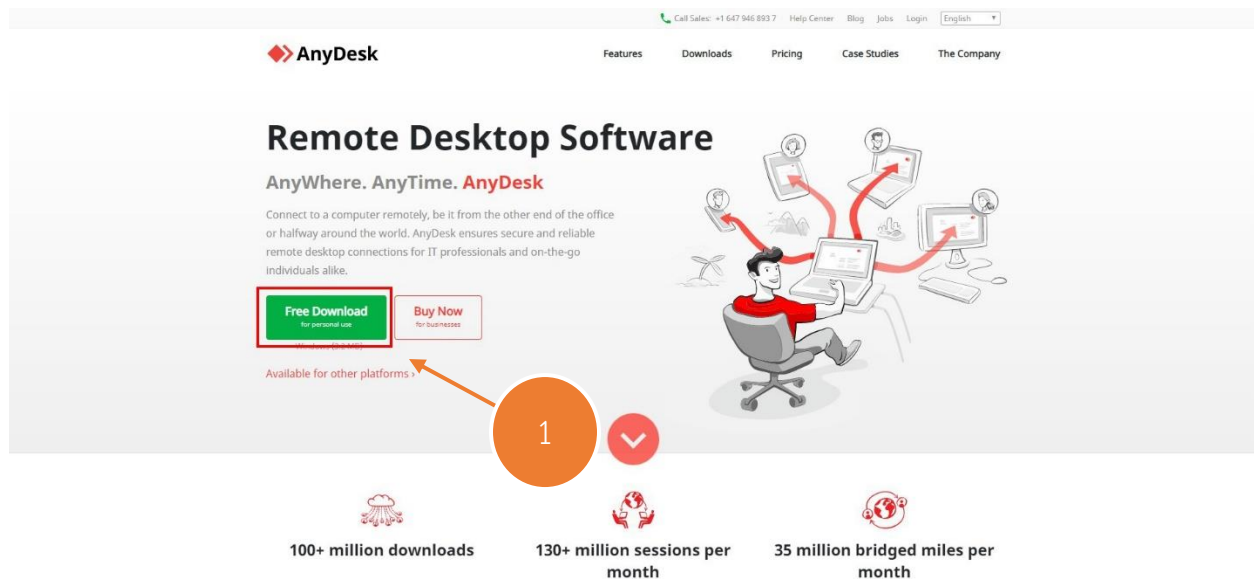 Call Sales: +1 647 946 893 7 Help Center Blog Jobs Login English
AnyDesk Features Downloads Pricing Case Studies The Company
Remote Desktop Software
AnyWhere. AnyTime. AnyDesk
Connect to a computer remotely, be it from the other end of the office
or halfway around the world. AnyDesk ensures secure and reliable
remote desktop connections for IT professionals and on-the-go
individuals alike.
Free Download
for personal use
Buy Now
for businesses
Available for other platforms ›
1
100+ million downloads
130+ million sessions per
month
35 million bridged miles per
month